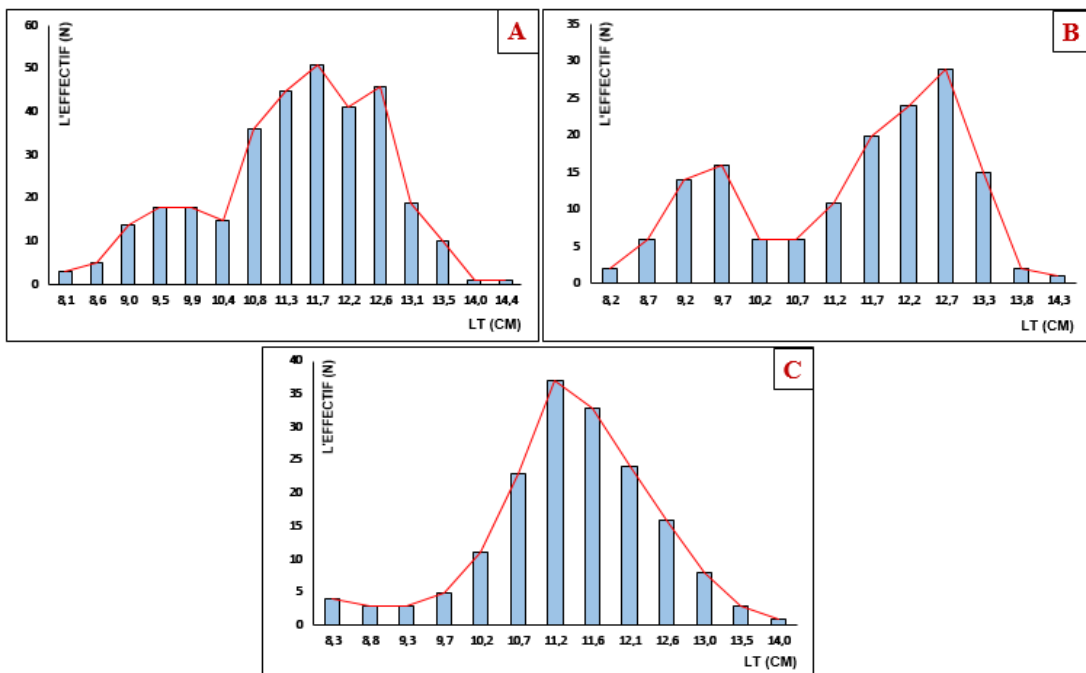 A
L'EFFECTIF (N)
60
50
40
30
20
10
0
8,1 8,6 9,0 9,5 9,9 10,4 10,8 11,3 11,7 12,2 12,6 13,1 13,5 14,0 14,4
LT (CM)
B
L'EFFECTIF (N)
35
30
25
20
15
10
5
0
8,2 8,7 9,2 9,7 10,2 10,7 11,2 11,7 12,2 12,7 13,3 13,8 14,3
LT (CM)
C
L'EFFECTIF (N)
40
35
30
25
20
15
10
5
0
8,3 8,8 9,3 9,7 10,2 10,7 11,2 11,6 12,1 12,6 13,0 13,5 14,0
LT (CM)